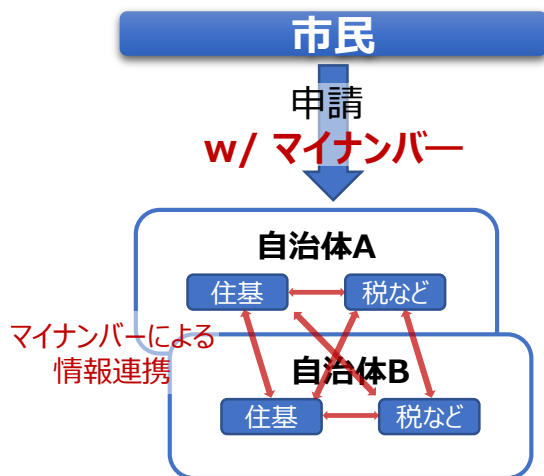 市民
申請
w/ マイナンバー
自治体A
住基
税など
マイナンバーによる
情報連携
自治体B
住基
税など